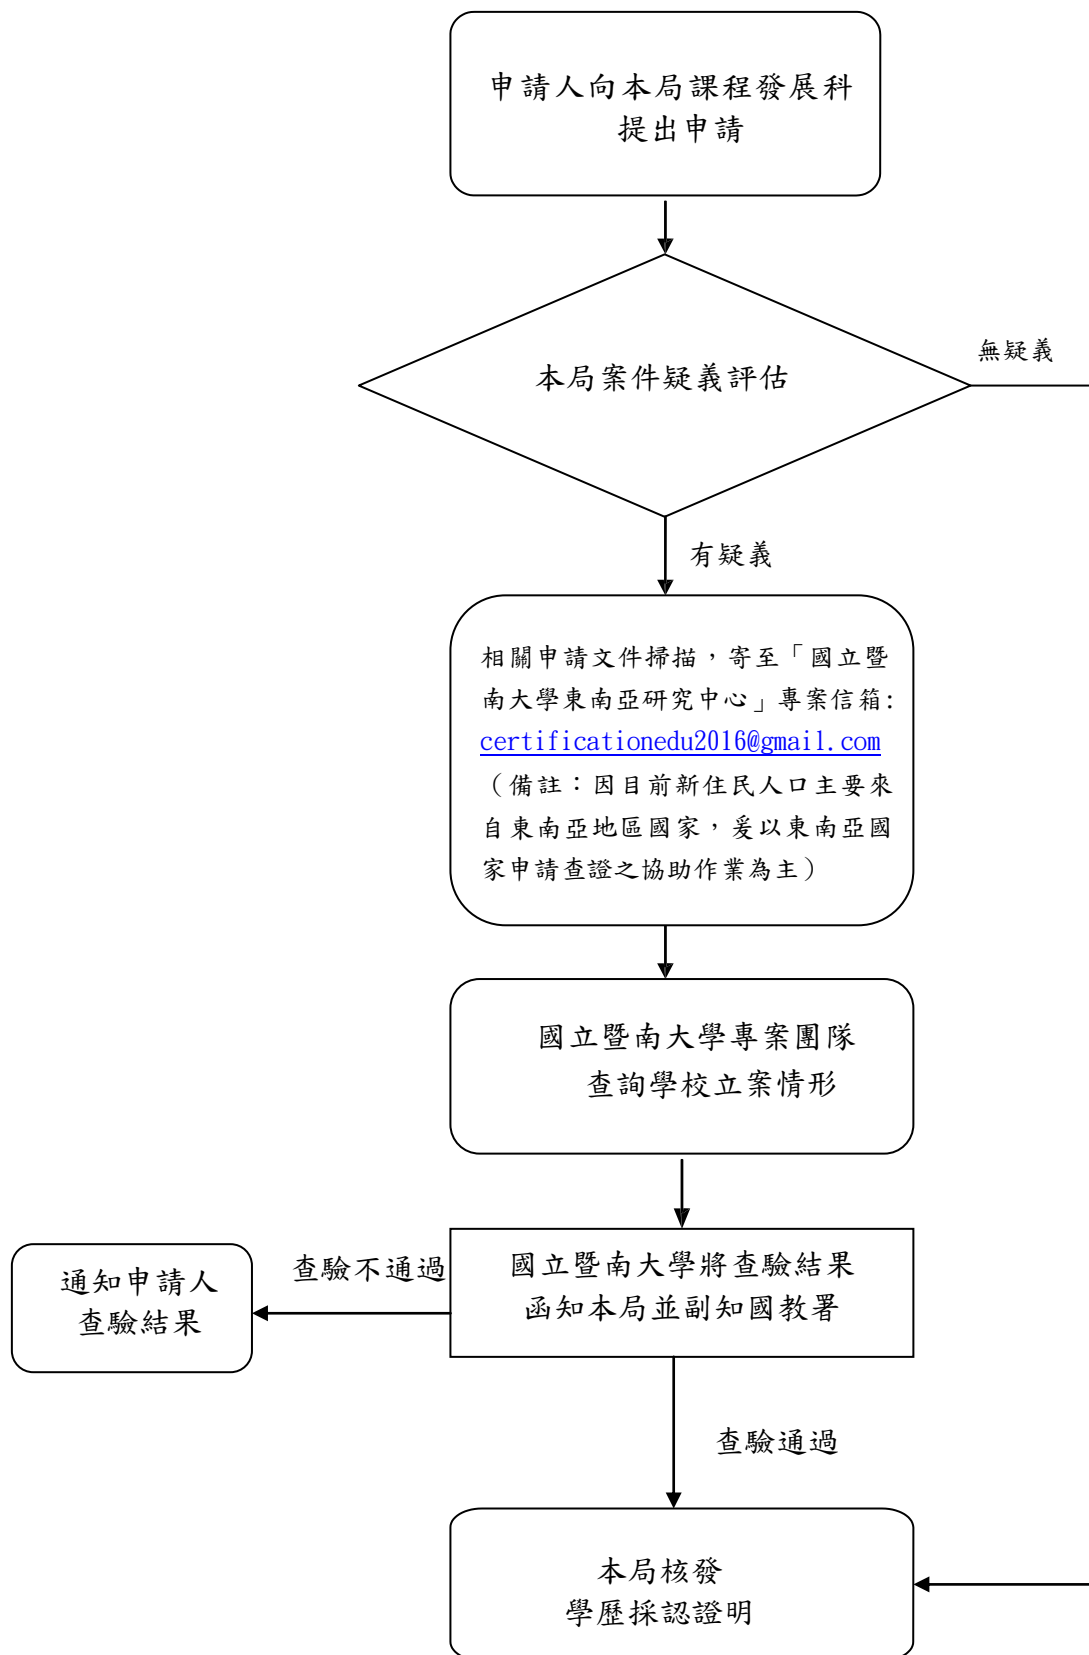 申請人向本局課程發展科
提出申請
本局案件疑義評估
無疑義
有疑義
相關申請文件掃描，寄至「國立暨
南大學東南亞研究中心」專案信箱:
certificationedu2016@gmail.com
（備註：因目前新住民人口主要來
自東南亞地區國家，爰以東南亞國
家申請查證之協助作業為主）
國立暨南大學專案團隊
查詢學校立案情形
國立暨南大學將查驗結果
函知本局並副知國教署
查驗不通過
通知申請人
查驗結果
查驗通過
本局核發
學歷採認證明